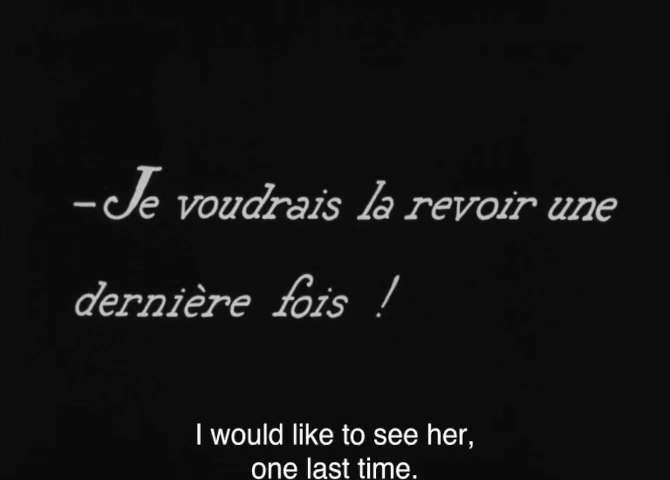 -Je voudrais la revoir une
dernière fois !
I would like to see her,
one last time.